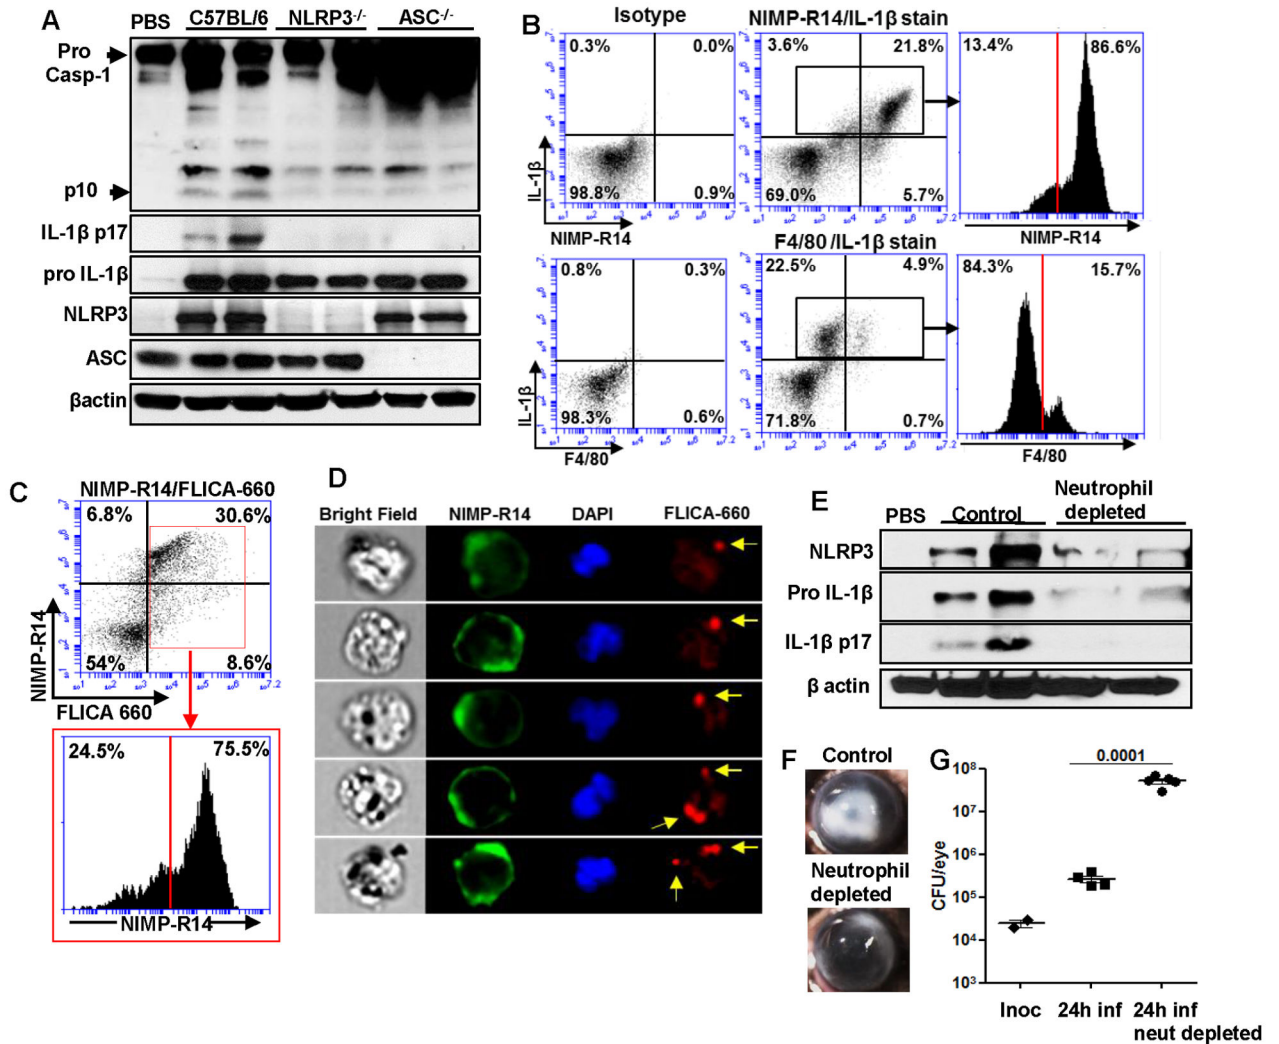 A
PBS
C57BL/6
NLRP3-/-
ASC-/-
Pro
Casp-1
p10
IL-1β p17
pro IL-1β
NLRP3
ASC
βactin
B
Isotype
NIMP-R14/IL-1β stain
0.3%
0.0%
98.8%
0.9%
IL-1β
NIMP-R14
3.6%
21.8%
69.0%
5.7%
13.4%
86.6%
NIMP-R14
F4/80 /IL-1β stain
0.8%
0.3%
98.3%
0.6%
IL-1β
F4/80
22.5%
4.9%
71.8%
0.7%
84.3%
15.7%
F4/80
C
NIMP-R14/FLICA-660
6.8%
30.6%
54%
8.6%
NIMP-R14
FLICA 660
24.5%
75.5%
NIMP-R14
D
Bright Field
NIMP-R14
DAPI
FLICA-660
E
PBS
Control
Neutrophil
depleted
NLRP3
Pro IL-1β
IL-1β p17
β actin
F
Control
Neutrophil
depleted
G
0.0001
CFU/eye
10⁸
10⁷
10⁶
10⁵
10⁴
10³
Inoc
24h inf
24h inf
neut depleted